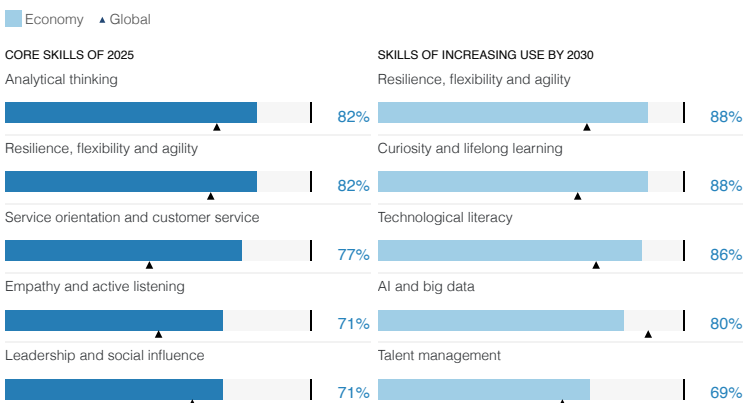 Economy Global
CORE SKILLS OF 2025
Analytical thinking
82%
Resilience, flexibility and agility
82%
Service orientation and customer service
77%
Empathy and active listening
71%
Leadership and social influence
71%
SKILLS OF INCREASING USE BY 2030
Resilience, flexibility and agility
88%
Curiosity and lifelong learning
88%
Technological literacy
86%
AI and big data
80%
Talent management
69%